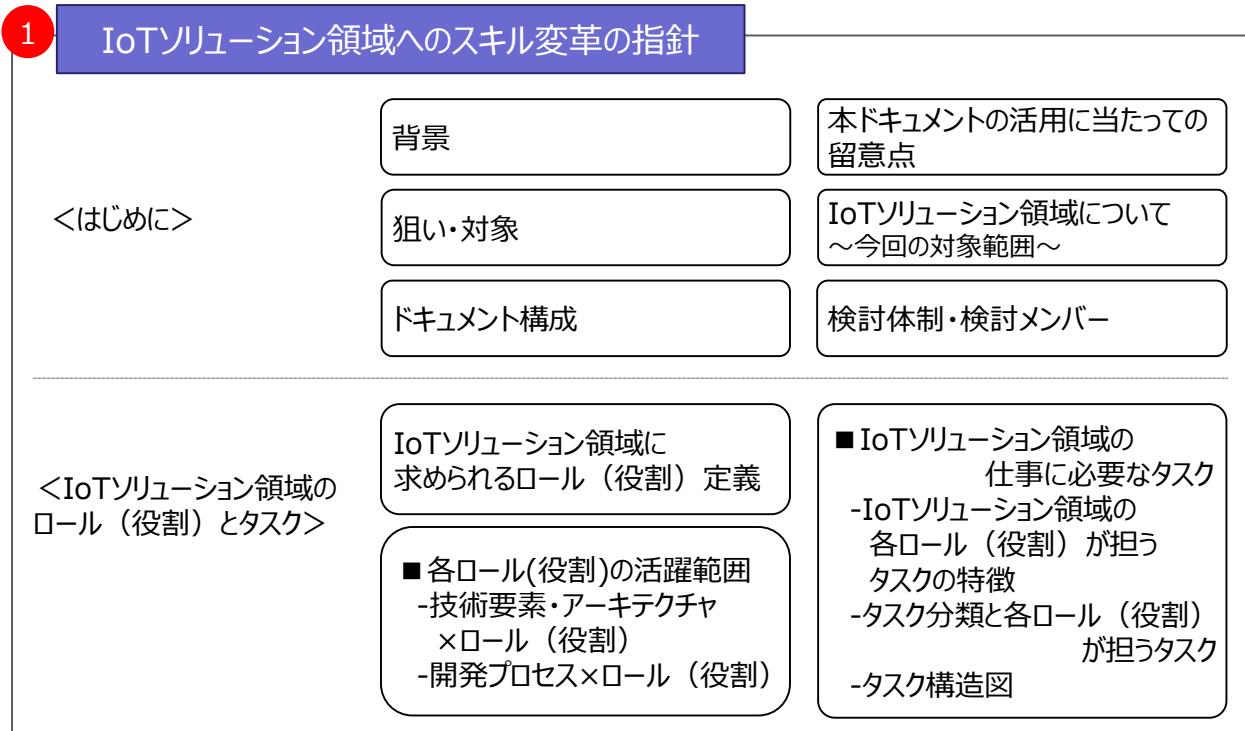 1
IoTソリューション領域へのスキル変革の指針
＜はじめに＞
背景
狙い・対象
ドキュメント構成
本ドキュメントの活用に当たっての
留意点
IoTソリューション領域について
～今回の対象範囲～
検討体制・検討メンバー
＜IoTソリューション領域の
ロール（役割）とタスク＞
IoTソリューション領域に
求められるロール（役割）定義
■各ロール(役割)の活躍範囲
-技術要素・アーキテクチャ
×ロール（役割）
-開発プロセス×ロール（役割）
■IoTソリューション領域の
仕事に必要なタスク
-IoTソリューション領域の
各ロール（役割）が担う
タスクの特徴
-タスク分類と各ロール（役割）
が担うタスク
-タスク構造図